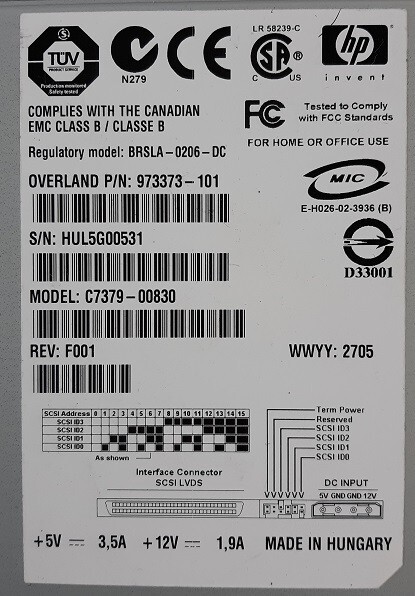 TÜV
PRODUCT SERVICE
Production monitored
Safety tested
N279
LR 58239-C
SA
C US
hp
invent
COMPLIES WITH THE CANADIAN
EMC CLASS B / CLASSE B
Regulatory model: BRSLA-0206-DC
FC
Tested to Comply
with FCC Standards
FOR HOME OR OFFICE USE
OVERLAND P/N: 973373-101
MIC
E-H026-02-3936 (B)
S/N: HUL5G00531
D33001
MODEL: C7379-00830
REV: F001
WWYY: 2705
SCSI Address 0 1 2 3 4 5 6 7 8 9 10 11 12 13 14 15
SCSI ID3
SCSI ID2
SCSI ID1
SCSI ID0
As shown
Term Power
Reserved
SCSI ID3
SCSI ID2
SCSI ID1
SCSI ID0
Interface Connector
SCSI LVDS
DC INPUT
5V GND GND 12V
+5V 3,5A +12V 1,9A MADE IN HUNGARY